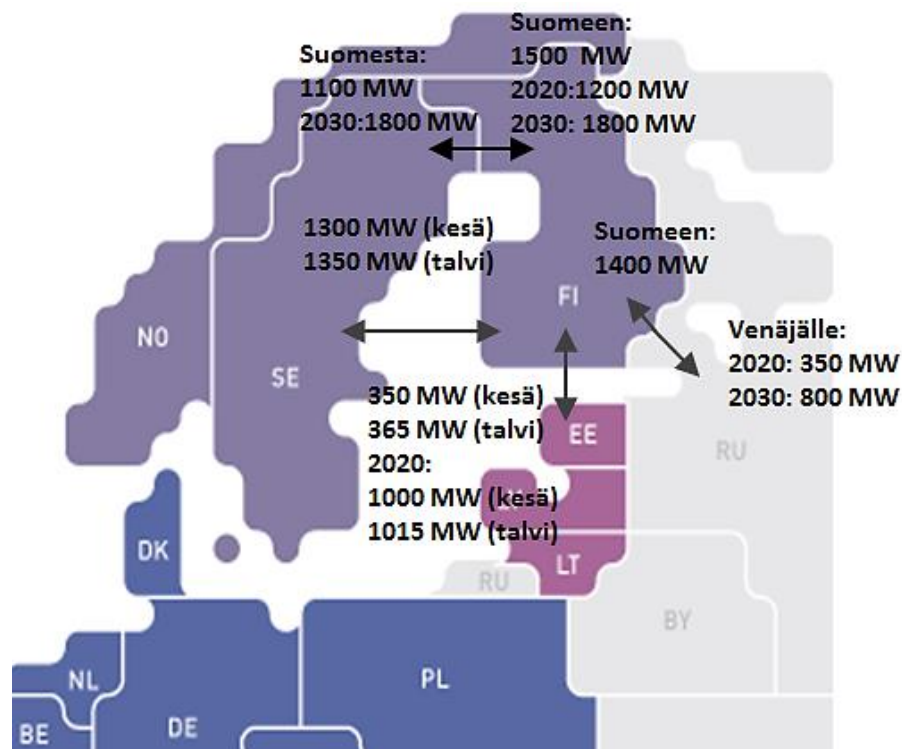 Suomesta:
1100 MW
2030:1800 MW
Suomeen:
1500 MW
2020:1200 MW
2030: 1800 MW
1300 MW (kesä)
1350 MW (talvi)
Suomeen:
1400 MW
Venäjälle:
2020: 350 MW
2030: 800 MW
350 MW (kesä)
365 MW (talvi)
2020:
1000 MW (kesä)
1015 MW (talvi)
NO
SE
FI
EE
RU
DK
LT
RU
BY
NL
PL
BE
DE